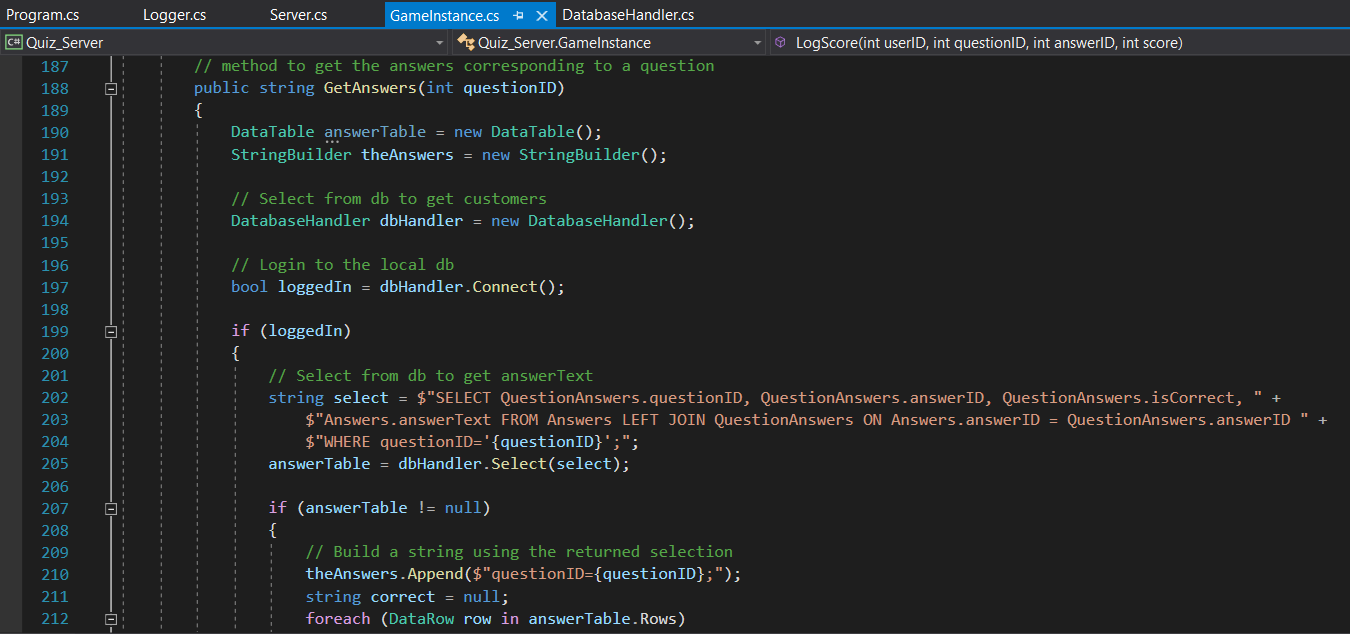 Program.cs Logger.cs Server.cs GameInstance.cs DatabaseHandler.cs
C# Quiz_Server Quiz_Server.GameInstance LogScore(int userID, int questionID, int answerID, int score)
187 // method to get the answers corresponding to a question
188 public string GetAnswers(int questionID)
189 {
190 DataTable answerTable = new DataTable();
191 StringBuilder theAnswers = new StringBuilder();
192
193 // Select from db to get customers
194 DatabaseHandler dbHandler = new DatabaseHandler();
195
196 // Login to the local db
197 bool loggedIn = dbHandler.Connect();
198
199 if (loggedIn)
200 {
201 // Select from db to get answerText
202 string select = $"SELECT QuestionAnswers.questionID, QuestionAnswers.answerID, QuestionAnswers.isCorrect, " +
203 $"Answers.answerText FROM Answers LEFT JOIN QuestionAnswers ON Answers.answerID = QuestionAnswers.answerID " +
204 $"WHERE questionID='{questionID}';";
205 answerTable = dbHandler.Select(select);
206
207 if (answerTable != null)
208 {
209 // Build a string using the returned selection
210 theAnswers.Append($"questionID={questionID};");
211 string correct = null;
212 foreach (DataRow row in answerTable.Rows)